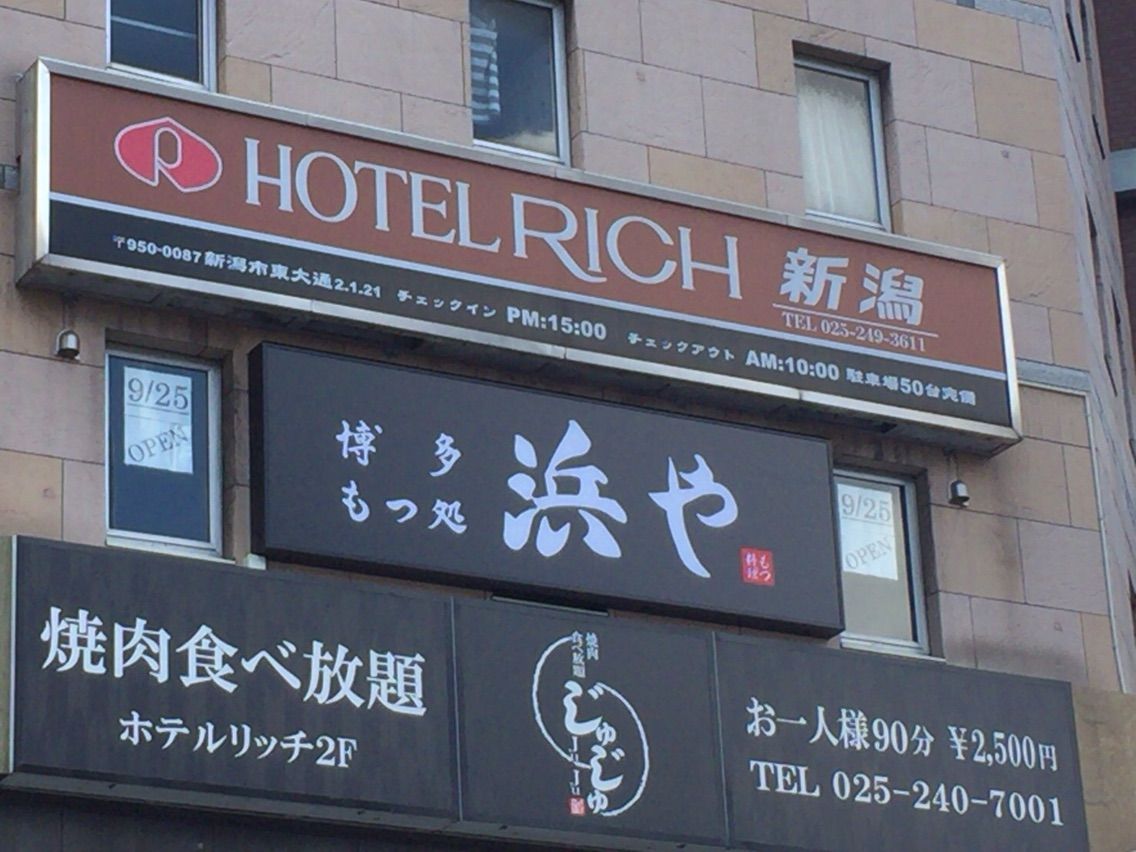 R
HOTEL RICH 新潟
TEL 025-249-3611
〒950-0087 新潟市東大通2.1.21 チェックイン PM:15:00 チェックアウト AM:10:00 駐車場50台完備
9/25
OPEN
博多
もつ処
浜や
もつ
料理
9/25
OPEN
焼肉食べ放題
ホテルリッチ2F
焼肉
食べ放題
じゅじゅ
JuJu
お一人様90分 ¥2,500円
TEL 025-240-7001